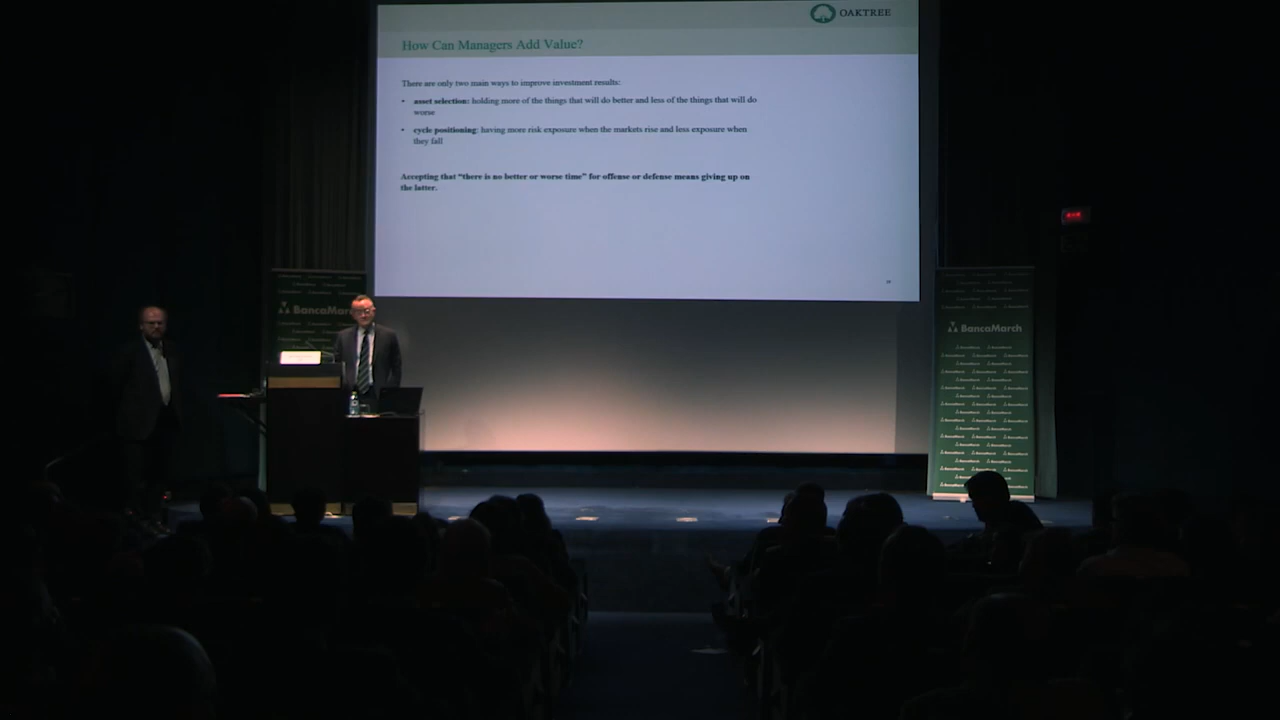 OAKTREE
How Can Managers Add Value?
There are only two main ways to improve investment results:
• asset selection: holding more of the things that will do better and less of the things that will do
worse
• cycle positioning: having more risk exposure when the markets rise and less exposure when
they fall
Accepting that “there is no better or worse time” for offense or defense means giving up on
the latter.
BancaMar
BancaMarch